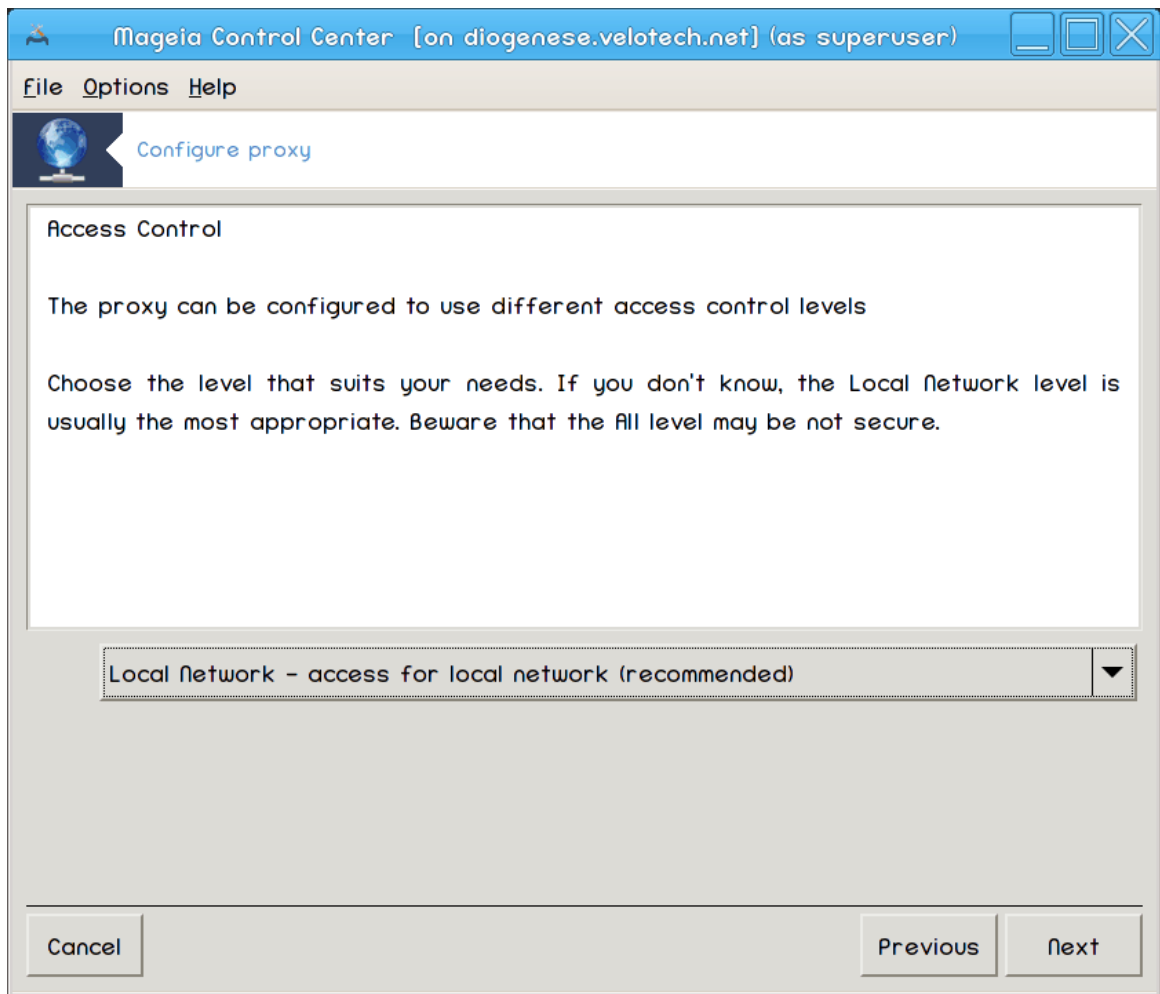 Mageia Control Center [on diogenese.velotech.net] (as superuser)
File Options Help
Configure proxy
Access Control
The proxy can be configured to use different access control levels
Choose the level that suits your needs. If you don't know, the Local Network level is
usually the most appropriate. Beware that the All level may be not secure.
Local Network - access for local network (recommended)
Cancel Previous Next